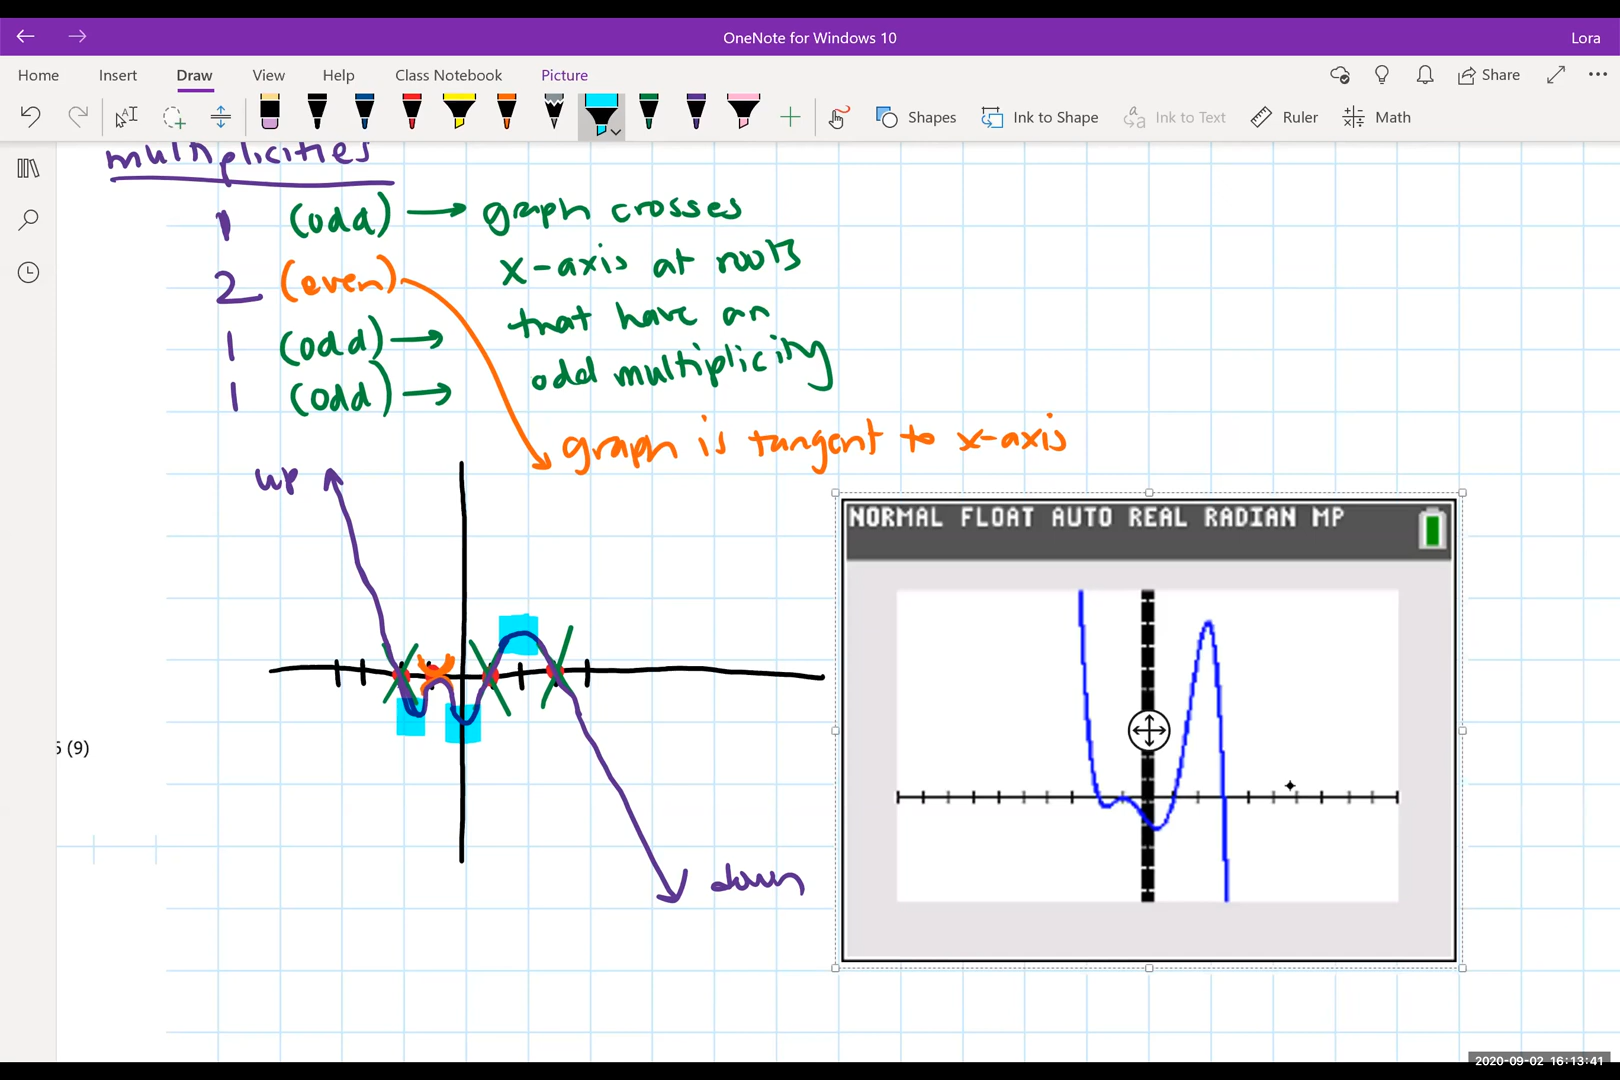 OneNote for Windows 10
Lora
Home Insert Draw View Help Class Notebook Picture
Share
Shapes Ink to Shape Ink to Text Ruler Math
multiplicities
1 (odd) → graph crosses
2 (even) x-axis at roots
1 (odd) → that have an
1 (odd) → odd multiplicity
graph is tangent to x-axis
up
NORMAL FLOAT AUTO REAL RADIAN MP
(9)
down
2020-09-02 16:13:41